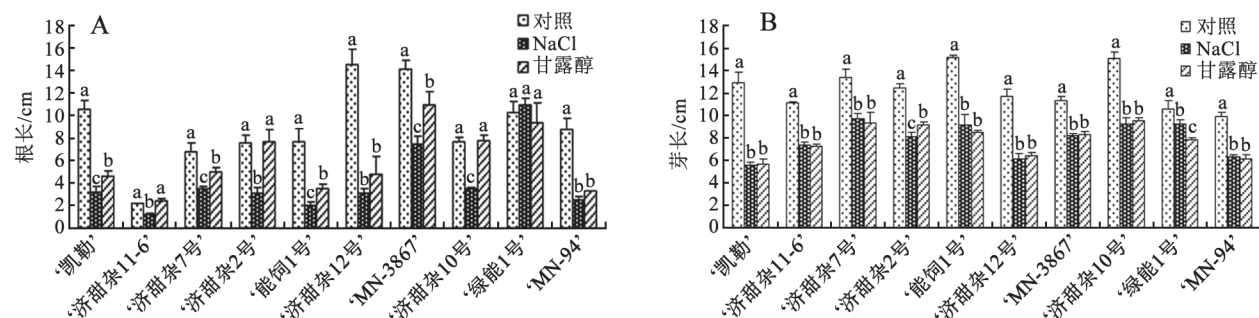 A
对照
NaCl
甘露醇
根长/cm
18
16
14
12
10
8
6
4
2
0
a c b
a b a
a c b
a b a
a c b
a b b
a c b
a c a
a a a
a b b
‘凯勒’
‘济甜杂11-6’
‘济甜杂7号’
‘济甜杂2号’
‘能饲1号’
‘济甜杂12号’
‘MN-3867’
‘济甜杂10号’
‘绿能1号’
‘MN-94’
B
对照
NaCl
甘露醇
芽长/cm
18
16
14
12
10
8
6
4
2
0
a b b
a b b
a b b
a c b
a b b
a b b
a b b
a b b
a b c
a b b
‘凯勒’
‘济甜杂11-6’
‘济甜杂7号’
‘济甜杂2号’
‘能饲1号’
‘济甜杂12号’
‘MN-3867’
‘济甜杂10号’
‘绿能1号’
‘MN-94’